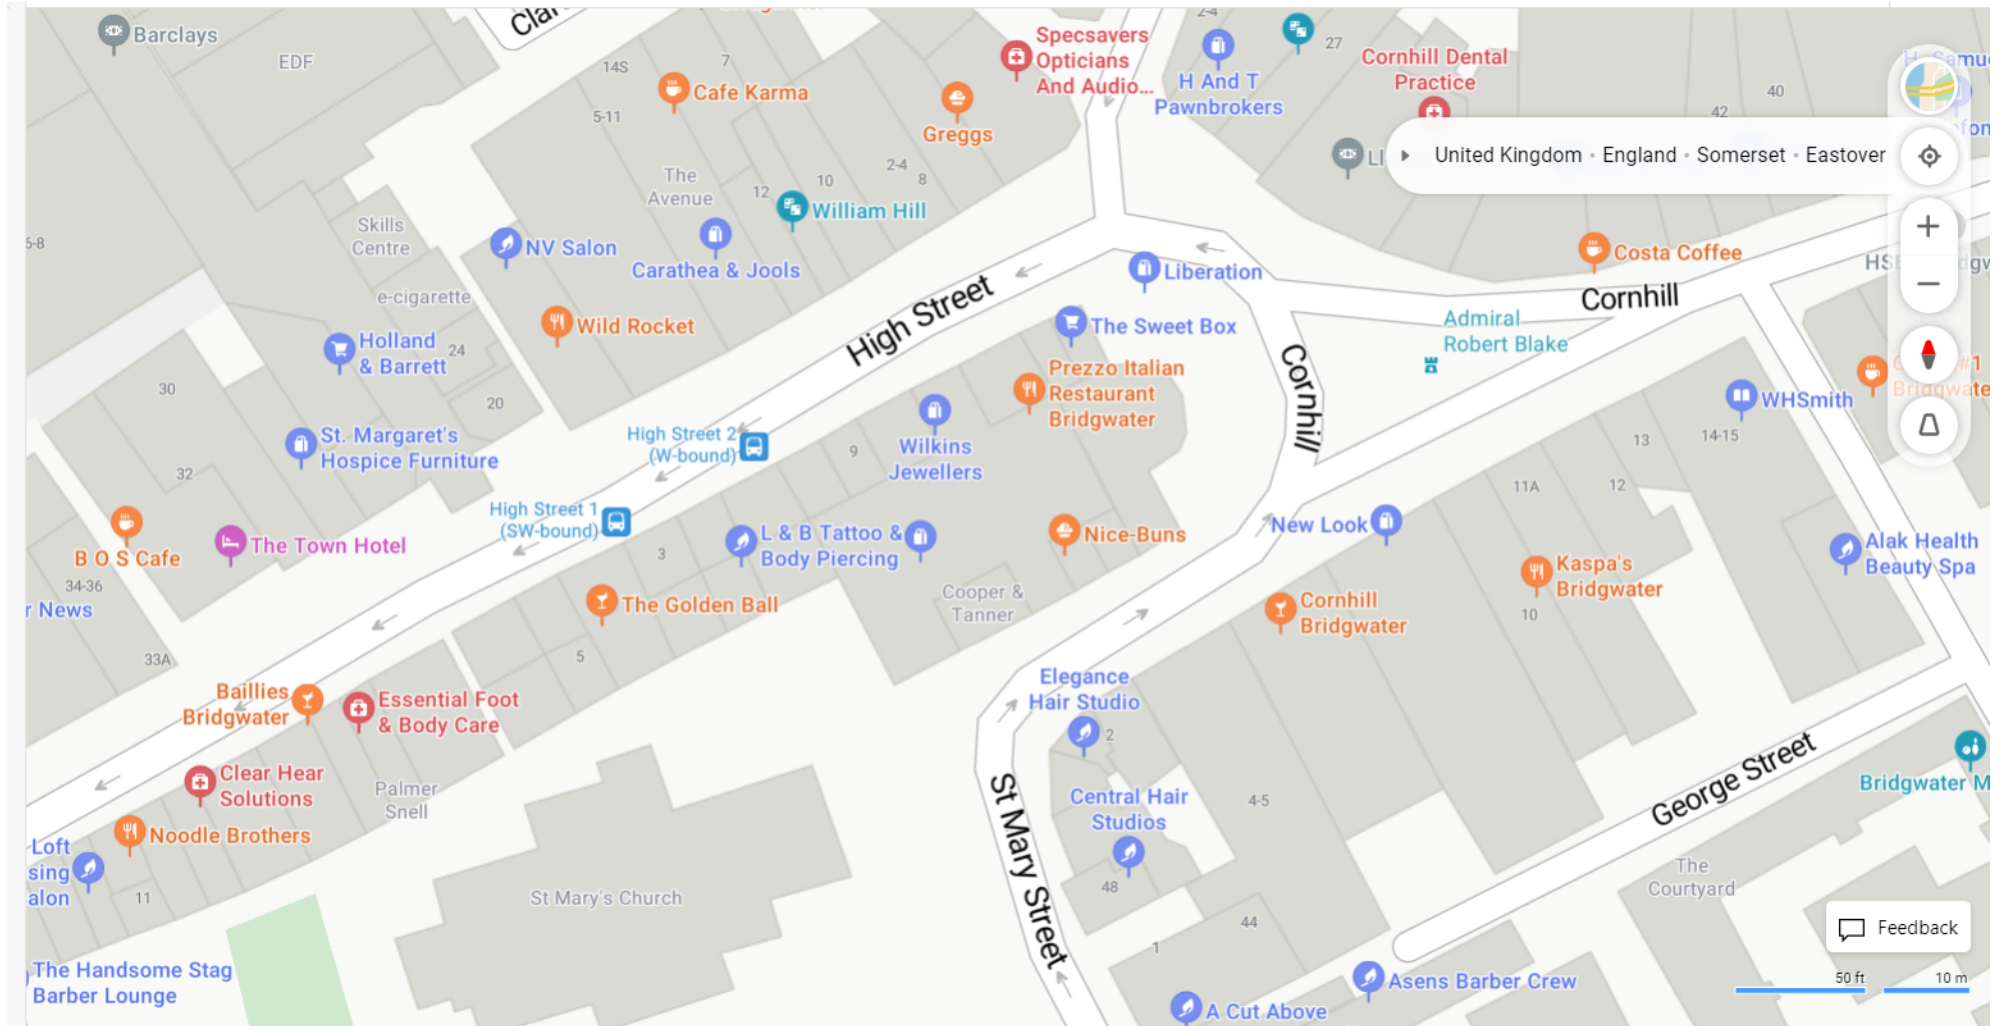 Barclays
EDF
Clar
14S
7
5-11
Cafe Karma
Greggs
Specsavers
Opticians
And Audio...
2-4
H And T
Pawnbrokers
27
Cornhill Dental
Practice
40
42
United Kingdom • England • Somerset • Eastover
The
Avenue
12
10
2-4
8
William Hill
Skills
Centre
NV Salon
Carathea & Jools
6-8
e-cigarette
Wild Rocket
High Street
Liberation
Costa Coffee
Cornhill
Admiral
Robert Blake
The Sweet Box
Holland
& Barrett
24
30
20
Prezzo Italian
Restaurant
Bridgwater
Cornhill
WHSmith
#1
14-15
13
St. Margaret's
Hospice Furniture
32
High Street 2
(W-bound)
9
Wilkins
Jewellers
11A
12
High Street 1
(SW-bound)
B O S Cafe
The Town Hotel
3
L & B Tattoo &
Body Piercing
Nice-Buns
New Look
Alak Health
Beauty Spa
Kaspa's
Bridgwater
10
34-36
r News
The Golden Ball
Cooper &
Tanner
Cornhill
Bridgwater
33A
5
Baillies
Bridgwater
Essential Foot
& Body Care
Elegance
Hair Studio
2
Clear Hear
Solutions
Palmer
Snell
St Mary Street
Central Hair
Studios
4-5
George Street
Bridgwater M
Noodle Brothers
Loft
sing
alon
11
St Mary's Church
48
44
1
The
Courtyard
Feedback
The Handsome Stag
Barber Lounge
A Cut Above
Asens Barber Crew
50 ft
10 m